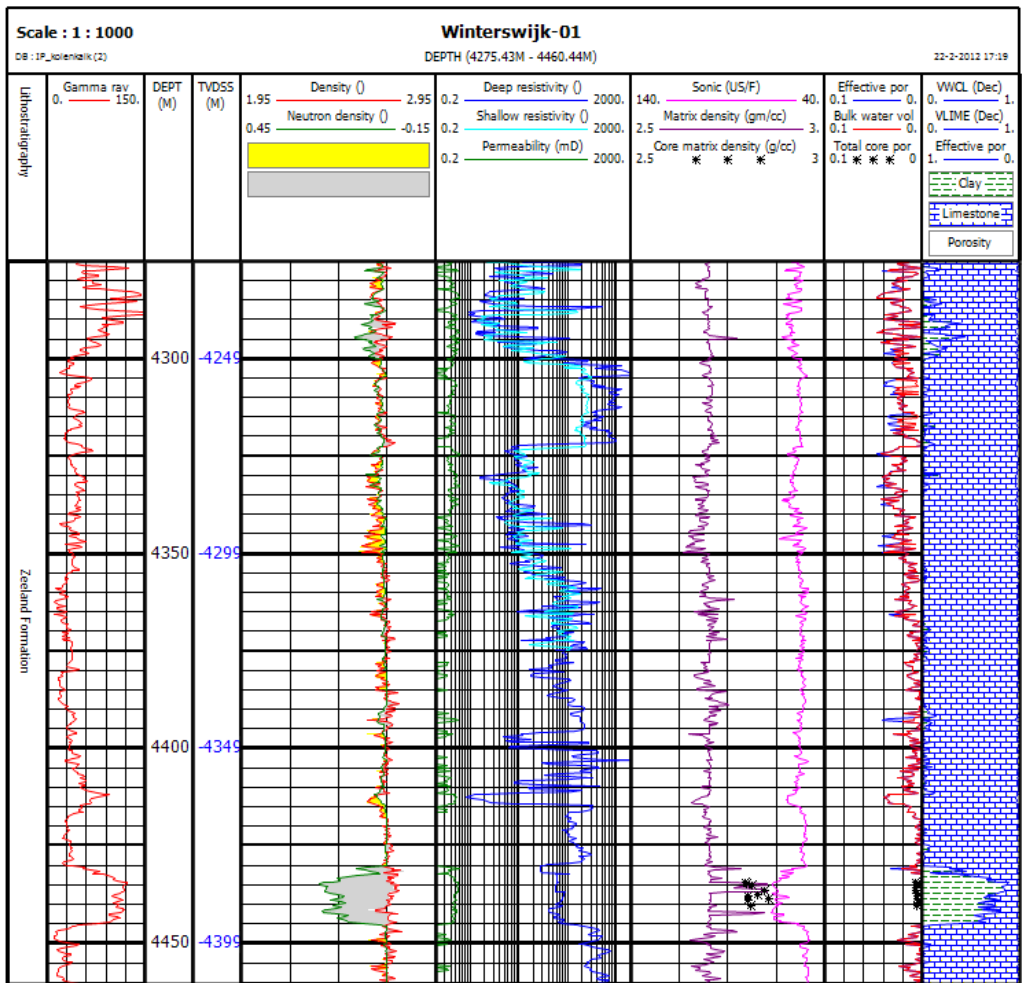 Scale : 1 : 1000
Winterswijk-01
DB : IP_kolenkalk (2)
DEPTH (4275.43M - 4460.44M)
22-2-2012 17:19
Lithostratigraphy
Gamma ray
0. 150.
DEPT
(M)
TVDSS
(M)
Density ()
1.95 2.95
Neutron density ()
0.45 -0.15
Deep resistivity ()
0.2 2000.
Shallow resistivity ()
0.2 2000.
Permeability (mD)
0.2 2000.
Sonic (US/F)
140. 40.
Matrix density (gm/cc)
2.5 3.
Core matrix density (g/cc)
2.5 3
Effective por
0.1 0.
Bulk water vol
0.1 0.
Total core por
0.1 0
VWCL (Dec)
0. 1.
VLIME (Dec)
0. 1.
Effective por
1. 0.
Clay
Limestone
Porosity
4300 -4249
4350 -4299
Zeeland Formation
4400 -4349
4450 -4399